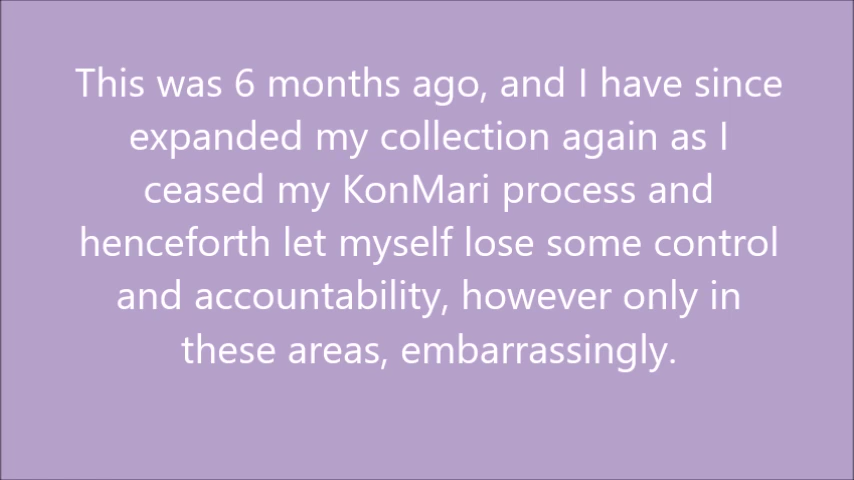 This was 6 months ago, and I have since
expanded my collection again as I
ceased my KonMari process and
henceforth let myself lose some control
and accountability, however only in
these areas, embarrassingly.